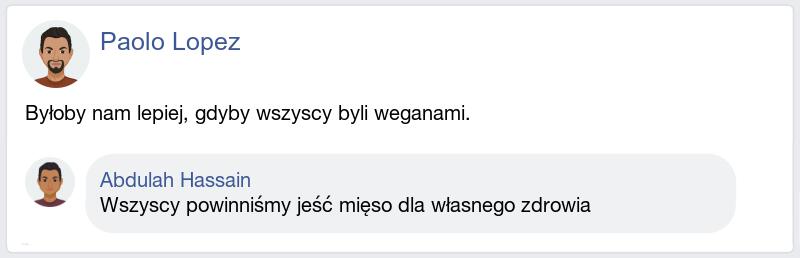 Paolo Lopez
Byłoby nam lepiej, gdyby wszyscy byli weganami.
Abdulah Hassain
Wszyscy powinniśmy jeść mięso dla własnego zdrowia